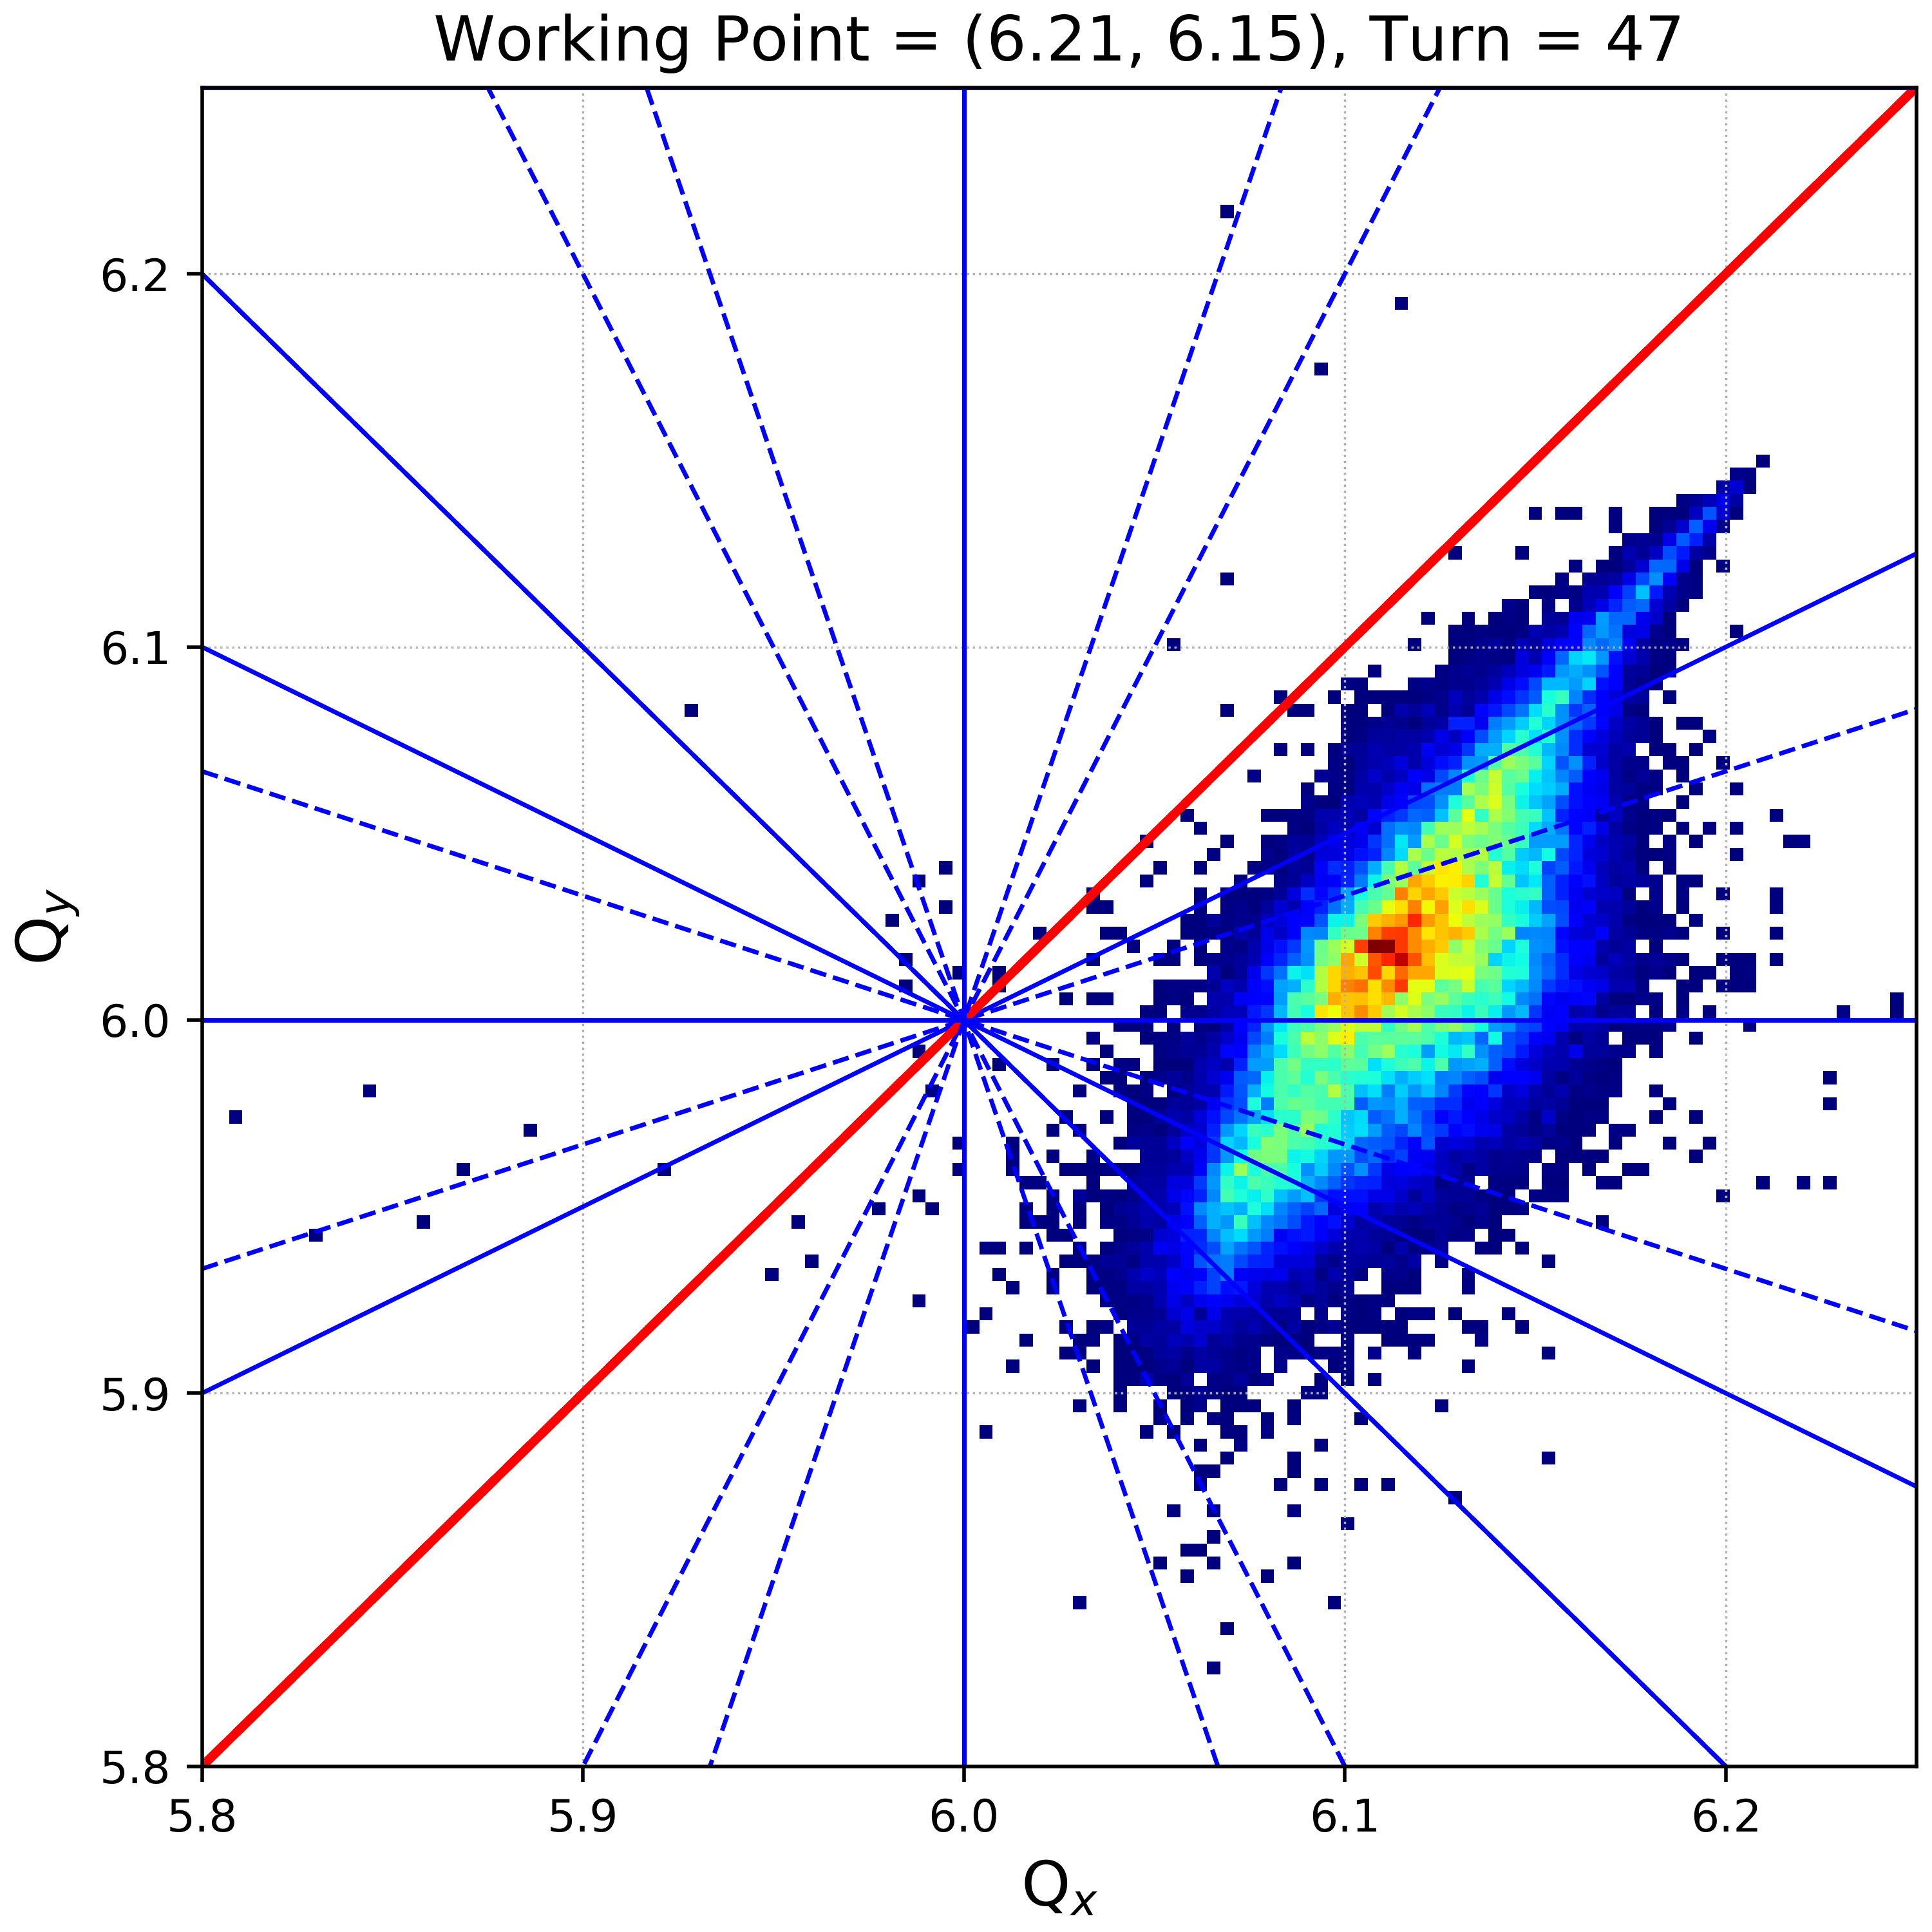 Working Point = (6.21, 6.15), Turn = 47
6.2
6.1
6.0
5.9
5.8
Qy
5.8 5.9 6.0 6.1 6.2
Qx